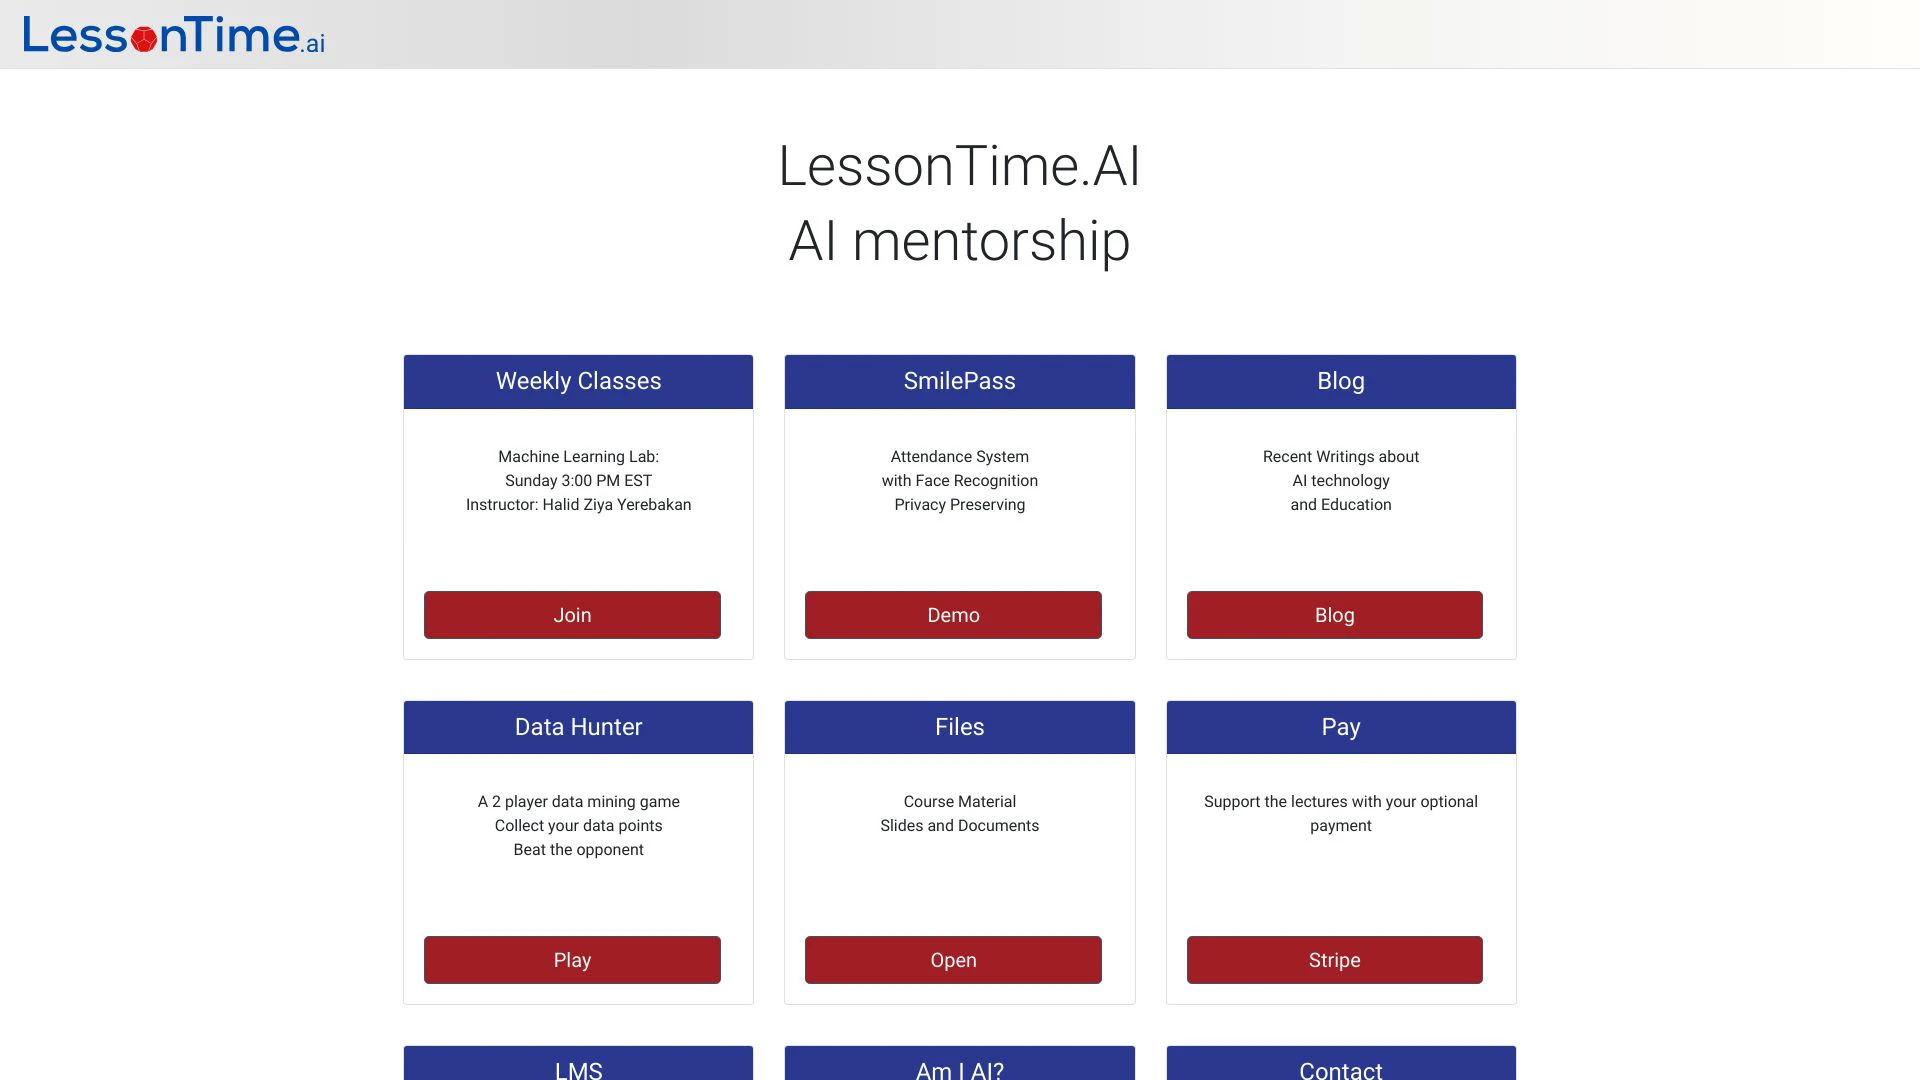 LessonTime.ai
LessonTime.AI
AI mentorship
Weekly Classes
Machine Learning Lab:
Sunday 3:00 PM EST
Instructor: Halid Ziya Yerebakan
Join
SmilePass
Attendance System
with Face Recognition
Privacy Preserving
Demo
Blog
Recent Writings about
AI technology
and Education
Blog
Data Hunter
A 2 player data mining game
Collect your data points
Beat the opponent
Play
Files
Course Material
Slides and Documents
Open
Pay
Support the lectures with your optional
payment
Stripe
LMS
Am I AI?
Contact